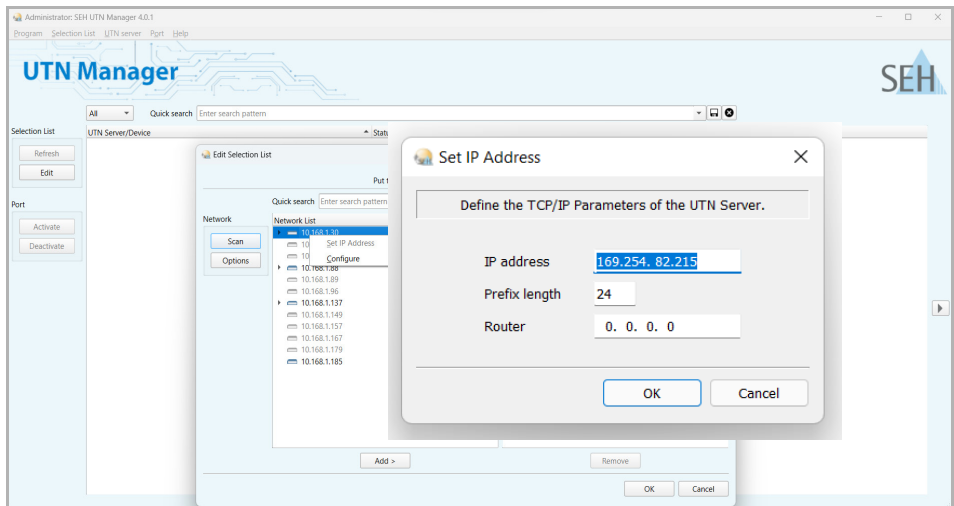 Administrator: SEH UTN Manager 4.0.1
Program Selection List UTN server Port Help
UTN Manager
SEH
All
Quick search Enter search pattern
Selection List
UTN Server/Device
Statu
Refresh
Edit
Port
Activate
Deactivate
Edit Selection List
Put t
Quick search Enter search pattern
Network
Network List
Scan
Options
10.168.1.30
10
10
10.168.1.88
10.168.1.89
10.168.1.96
10.168.1.137
10.168.1.149
10.168.1.157
10.168.1.167
10.168.1.179
10.168.1.185
Set IP Address
Configure
Add >
Remove
OK Cancel
Set IP Address
Define the TCP/IP Parameters of the UTN Server.
IP address 169.254. 82.215
Prefix length 24
Router 0. 0. 0. 0
OK Cancel